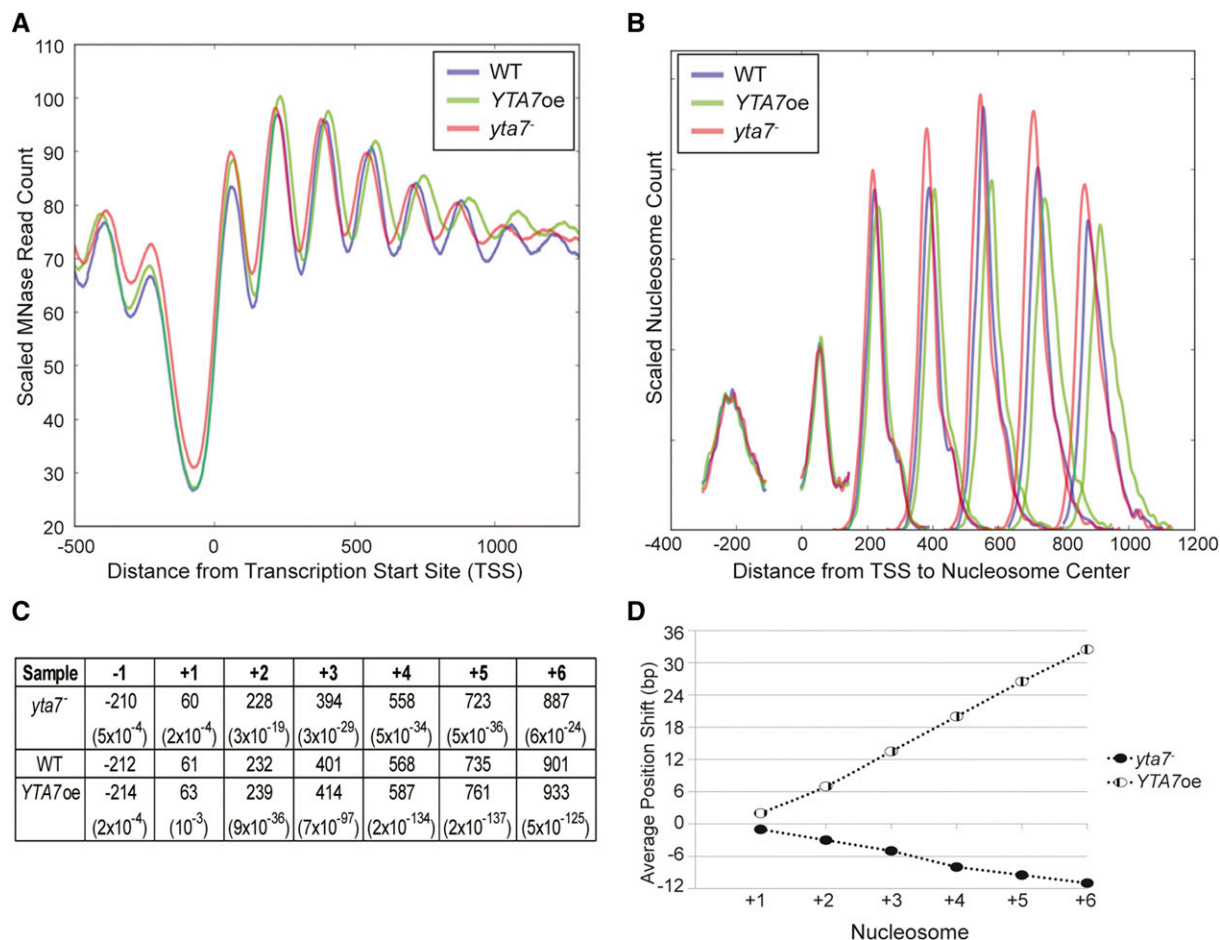 A
110
100
90
80
70
60
50
40
30
20
Scaled MNase Read Count
WT
YTA7oe
yta7-
-500
0
500
1000
Distance from Transcription Start Site (TSS)
B
WT
YTA7oe
yta7-
Scaled Nucleosome Count
-400
-200
0
200
400
600
800
1000
1200
Distance from TSS to Nucleosome Center
C
Sample -1 +1 +2 +3 +4 +5 +6
yta7- -210 60 228 394 558 723 887
(5x10-4) (2x10-4) (3x10-19) (3x10-29) (5x10-34) (5x10-36) (6x10-24)
WT -212 61 232 401 568 735 901
YTA7oe -214 63 239 414 587 761 933
(2x10-4) (10-3) (9x10-36) (7x10-97) (2x10-134) (2x10-137) (5x10-125)
D
36
30
24
18
12
6
0
-6
-12
Average Position Shift (bp)
yta7-
YTA7oe
+1 +2 +3 +4 +5 +6
Nucleosome